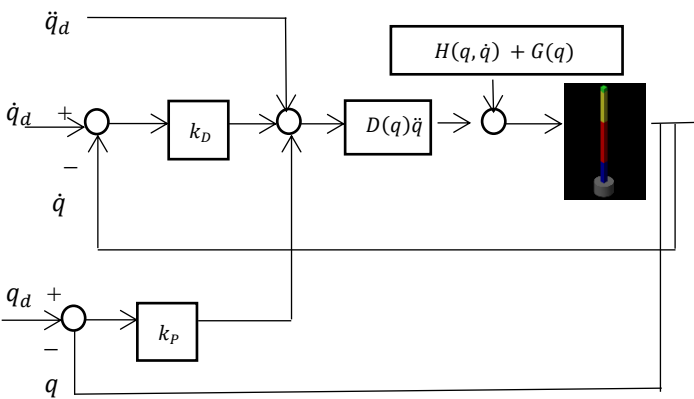 q̈_d
H(q, q̇) + G(q)
q̇_d +
k_D
D(q)q̈
−
q̇
q_d +
k_P
−
q